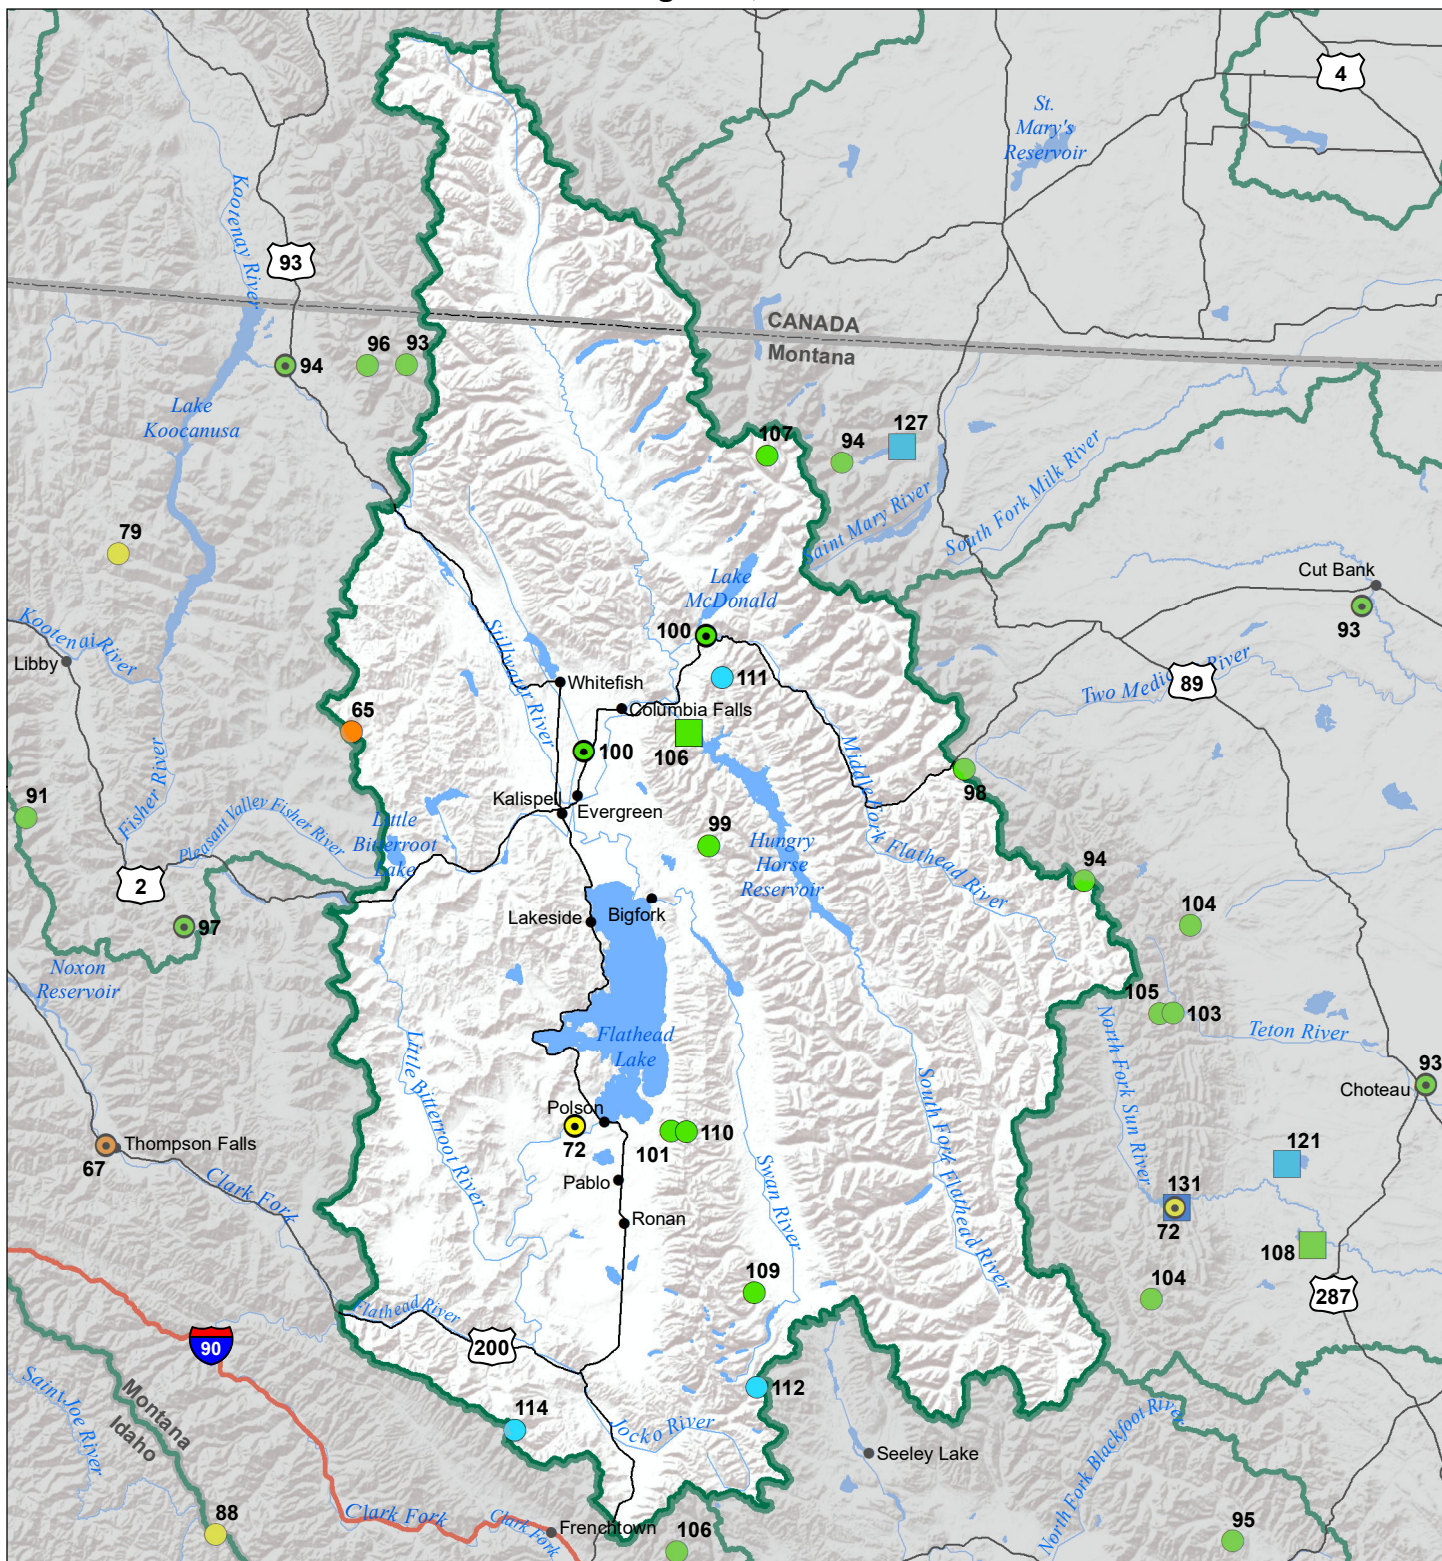 4
St.
Mary's
Reservoir
Kootenay River
93
CANADA
Montana
94
96
93
Lake
Koocanusa
107
94
127
Saint Mary River
South Fork Milk River
79
Lake
McDonald
Cut Bank
93
Kootenai River
Libby
100
Stillwater River
Whitefish
111
Two Medic
River
89
65
Columbia Falls
106
100
Middle Fork Flathead River
98
91
Fisher River
Pleasant Valley Fisher River
Little
Bitterroot
Lake
Kalispell
Evergreen
99
Hungry
Horse
Reservoir
94
2
97
Lakeside
Bigfork
104
Noxon
Reservoir
105
103
North Fork Sun River
Teton River
Flathead
Lake
Little Bitterroot River
South Fork Flathead River
93
Choteau
Thompson Falls
67
Polson
72
101
110
121
Clark Fork
Pablo
Swan River
131
72
Ronan
108
109
104
287
Flathead River
200
90
Montana
Idaho
Saint Joe River
112
114
Jocko River
Seeley Lake
North Fork Blackfoot River
88
Clark Fork
Clark Fork
Frenchtown
106
95